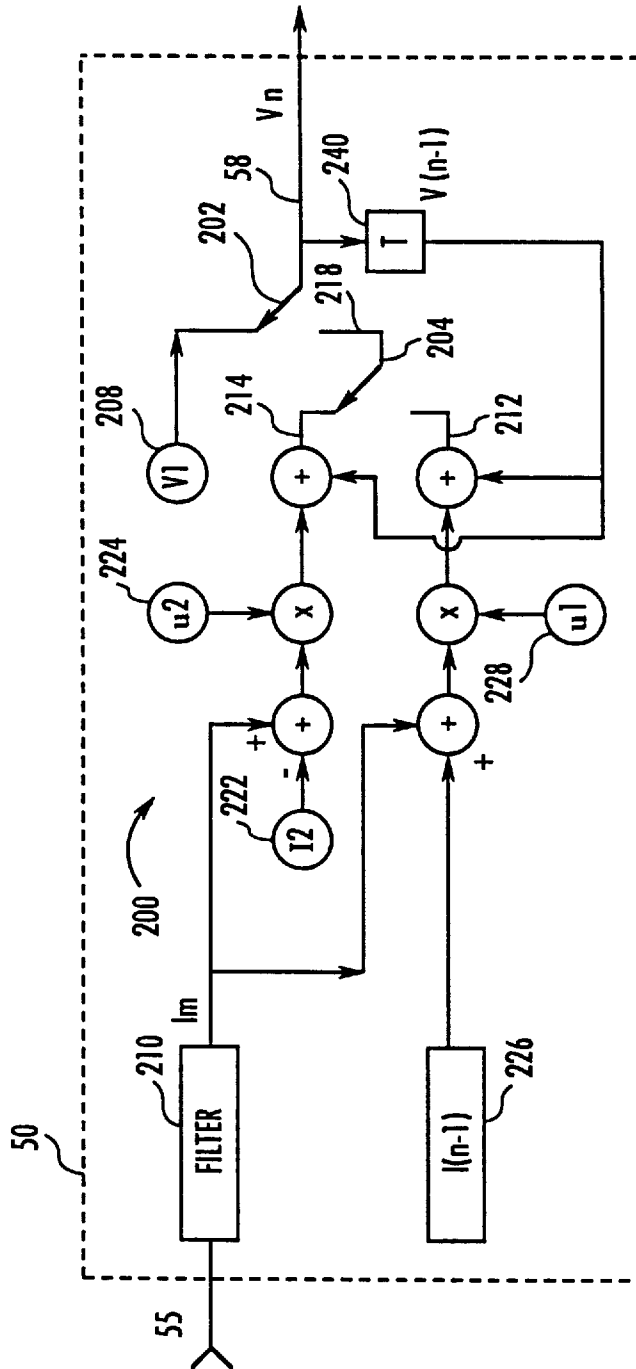 50
208
V1
202
58
Vn
224
u2
214
218
204
240
T
V(n-1)
55
FILTER
210
Im
200
222
I2
-
+
+
x
+
I(n-1)
226
+
+
x
+
212
228
u1